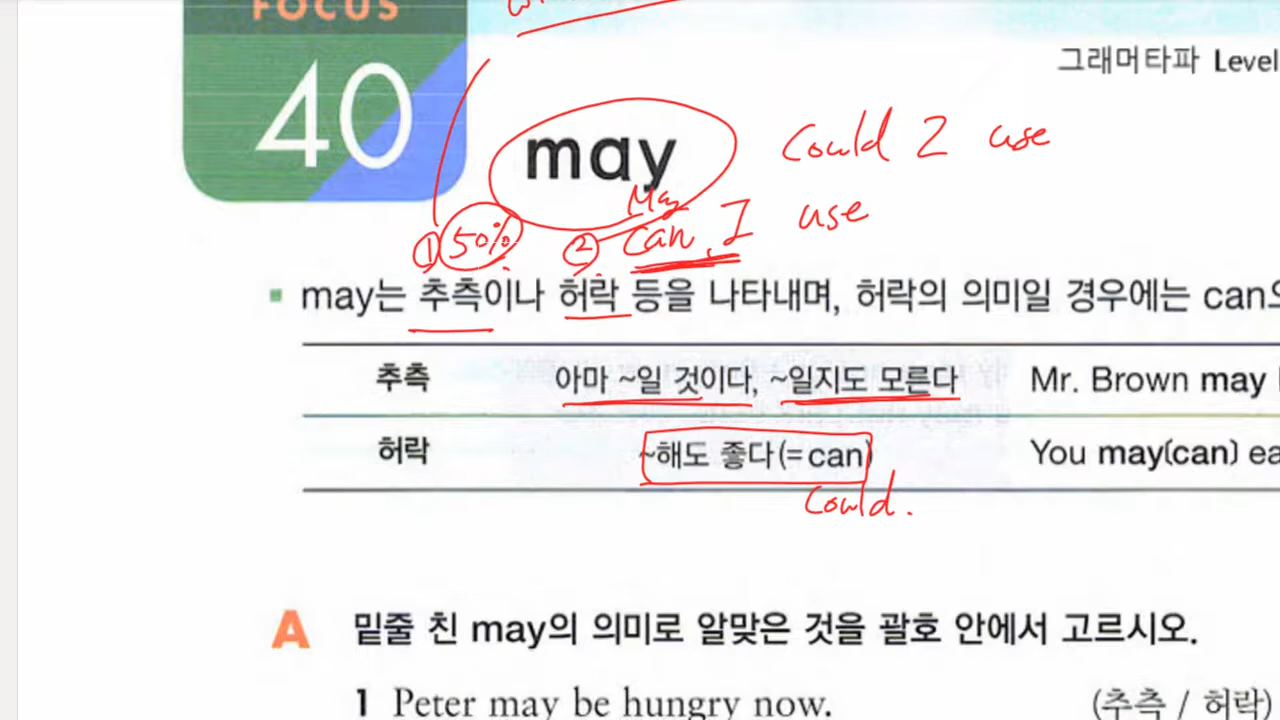 FOCUS
40
그래머타파 Level
may
Could I use
May
① 50% ② Can I use
may는 추측이나 허락 등을 나타내며, 허락의 의미일 경우에는 can으
추측 아마 ~일 것이다, ~일지도 모른다 Mr. Brown may
허락 ~해도 좋다(=can) You may(can) ea
Could.
A 밑줄 친 may의 의미로 알맞은 것을 괄호 안에서 고르시오.
1 Peter may be hungry now. (추측 / 허락)